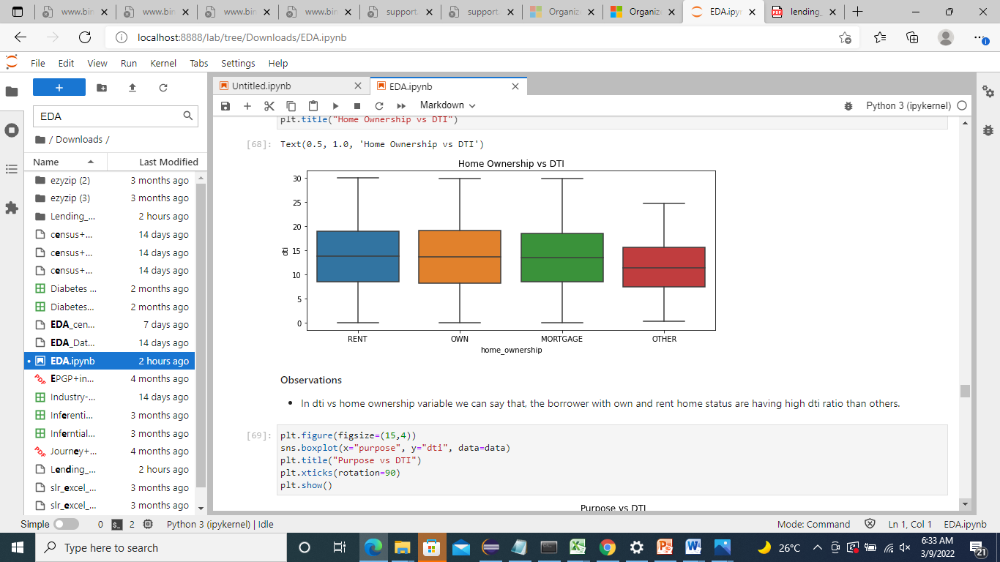 www.bin
www.bin
www.bin
www.bin
support.
support.
Organize
Organize
EDA.ipyn
lending_
localhost:8888/lab/tree/Downloads/EDA.ipynb
File Edit View Run Kernel Tabs Settings Help
Untitled.ipynb
EDA.ipynb
Markdown
Python 3 (ipykernel)
EDA
/ Downloads /
Name Last Modified
ezyzip (2) 3 months ago
ezyzip (3) 3 months ago
Lending_... 2 hours ago
census+... 14 days ago
census+... 14 days ago
census+... 14 days ago
Diabetes ... 2 months ago
Diabetes... 2 months ago
EDA_cen... 7 days ago
EDA_Dat... 14 days ago
EDA.ipynb 2 hours ago
EPGP+in... 4 months ago
Industry-... 14 days ago
Inferenti... 3 months ago
Inferntial... 3 months ago
Journey+... 4 months ago
Lending_... 2 hours ago
slr_excel_... 3 months ago
slr_excel_... 3 months ago
plt.title("Home Ownership vs DTI")
[68]: Text(0.5, 1.0, 'Home Ownership vs DTI')
Home Ownership vs DTI
30
25
20
15
10
5
0
dti
RENT OWN MORTGAGE OTHER
home_ownership
Observations
• In dti vs home ownership variable we can say that, the borrower with own and rent home status are having high dti ratio than others.
[69]: plt.figure(figsize=(15,4))
sns.boxplot(x="purpose", y="dti", data=data)
plt.title("Purpose vs DTI")
plt.xticks(rotation=90)
plt.show()
Purpose vs DTI
Simple 0 2 Python 3 (ipykernel) | Idle Mode: Command Ln 1, Col 1 EDA.ipynb
Type here to search
26°C
6:33 AM
3/9/2022
21